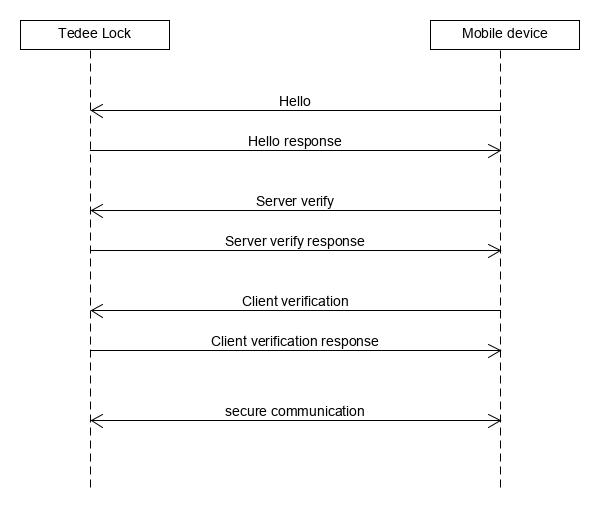 Tedee Lock
Mobile device
Hello
Hello response
Server verify
Server verify response
Client verification
Client verification response
secure communication